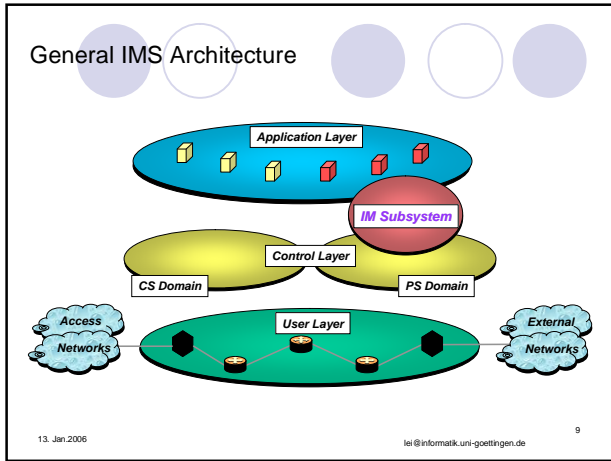 General IMS Architecture
Application Layer
IM Subsystem
Control Layer
CS Domain
PS Domain
User Layer
Access
Networks
External
Networks
13. Jan.2006
lei@informatik.uni-goettingen.de
9